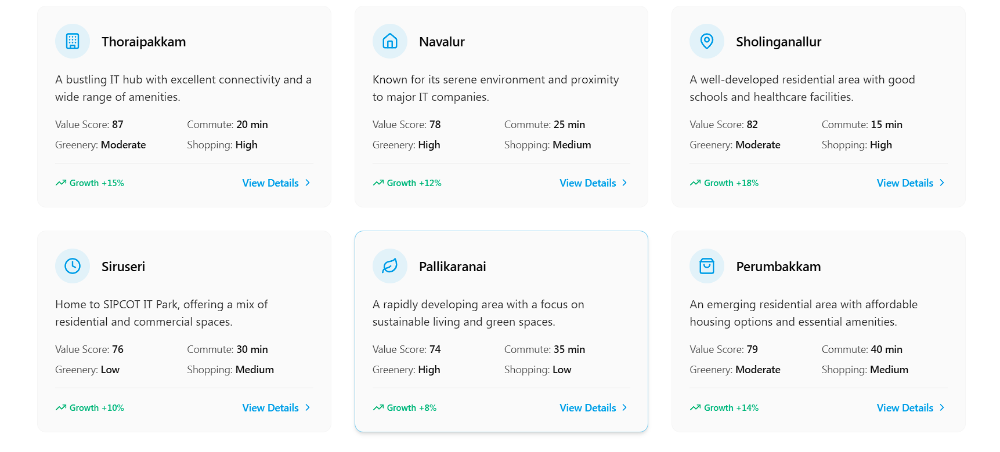 Thoraipakkam
A bustling IT hub with excellent connectivity and a
wide range of amenities.
Value Score: 87
Commute: 20 min
Greenery: Moderate
Shopping: High
Growth +15%
View Details
Navalur
Known for its serene environment and proximity
to major IT companies.
Value Score: 78
Commute: 25 min
Greenery: High
Shopping: Medium
Growth +12%
View Details
Sholinganallur
A well-developed residential area with good
schools and healthcare facilities.
Value Score: 82
Commute: 15 min
Greenery: Moderate
Shopping: High
Growth +18%
View Details
Siruseri
Home to SIPCOT IT Park, offering a mix of
residential and commercial spaces.
Value Score: 76
Commute: 30 min
Greenery: Low
Shopping: Medium
Growth +10%
View Details
Pallikaranai
A rapidly developing area with a focus on
sustainable living and green spaces.
Value Score: 74
Commute: 35 min
Greenery: High
Shopping: Low
Growth +8%
View Details
Perumbakkam
An emerging residential area with affordable
housing options and essential amenities.
Value Score: 79
Commute: 40 min
Greenery: Moderate
Shopping: Medium
Growth +14%
View Details